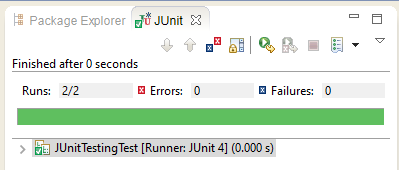 Package Explorer JUnit
Finished after 0 seconds
Runs: 2/2 Errors: 0 Failures: 0
JUnitTestingTest [Runner: JUnit 4] (0.000 s)